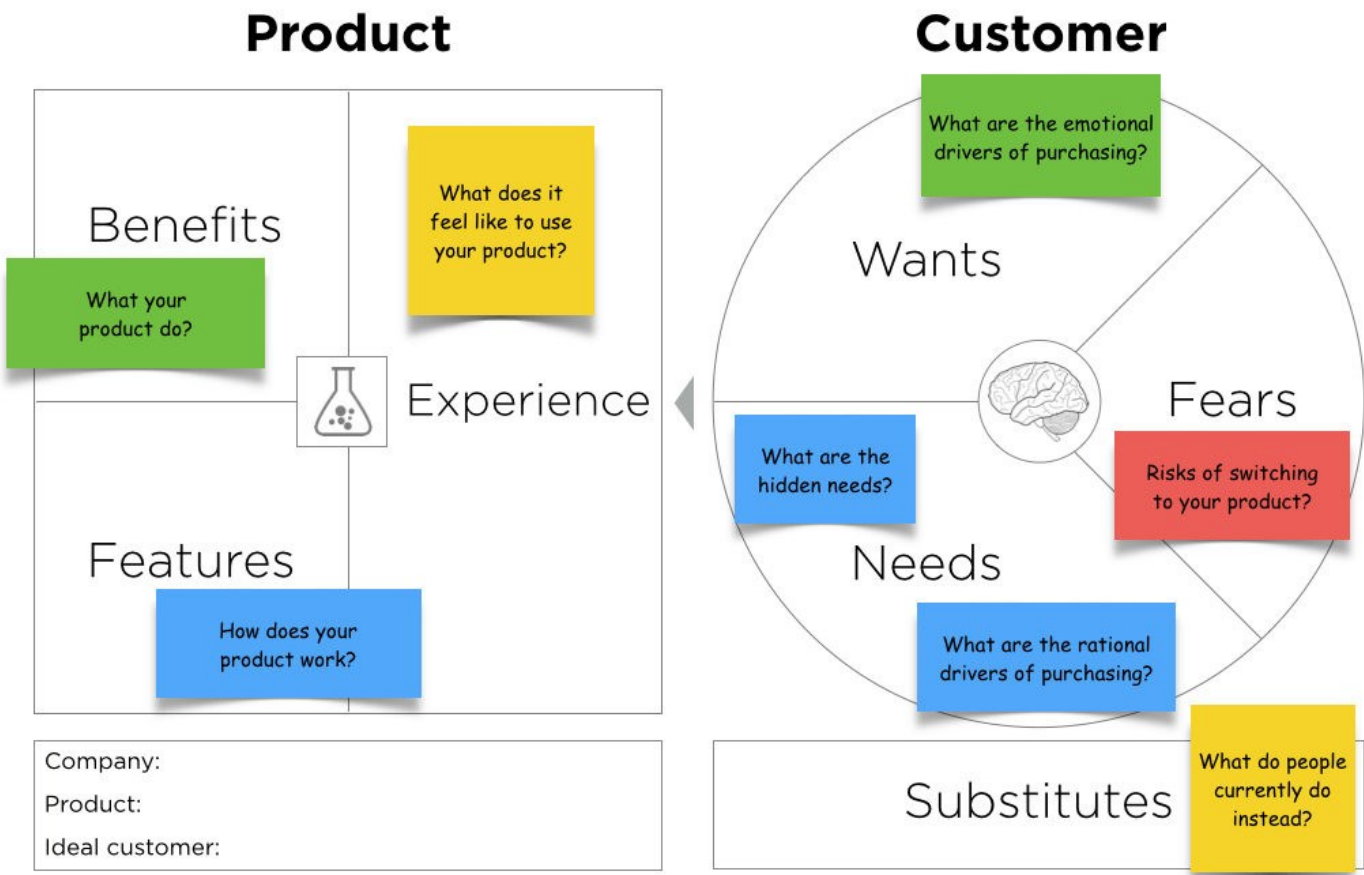 Product
Benefits
What your
product do?
What does it
feel like to use
your product?
Experience
Features
How does your
product work?
Company:
Product:
Ideal customer:
Customer
What are the emotional
drivers of purchasing?
Wants
Fears
Risks of switching
to your product?
What are the
hidden needs?
Needs
What are the rational
drivers of purchasing?
Substitutes
What do people
currently do
instead?